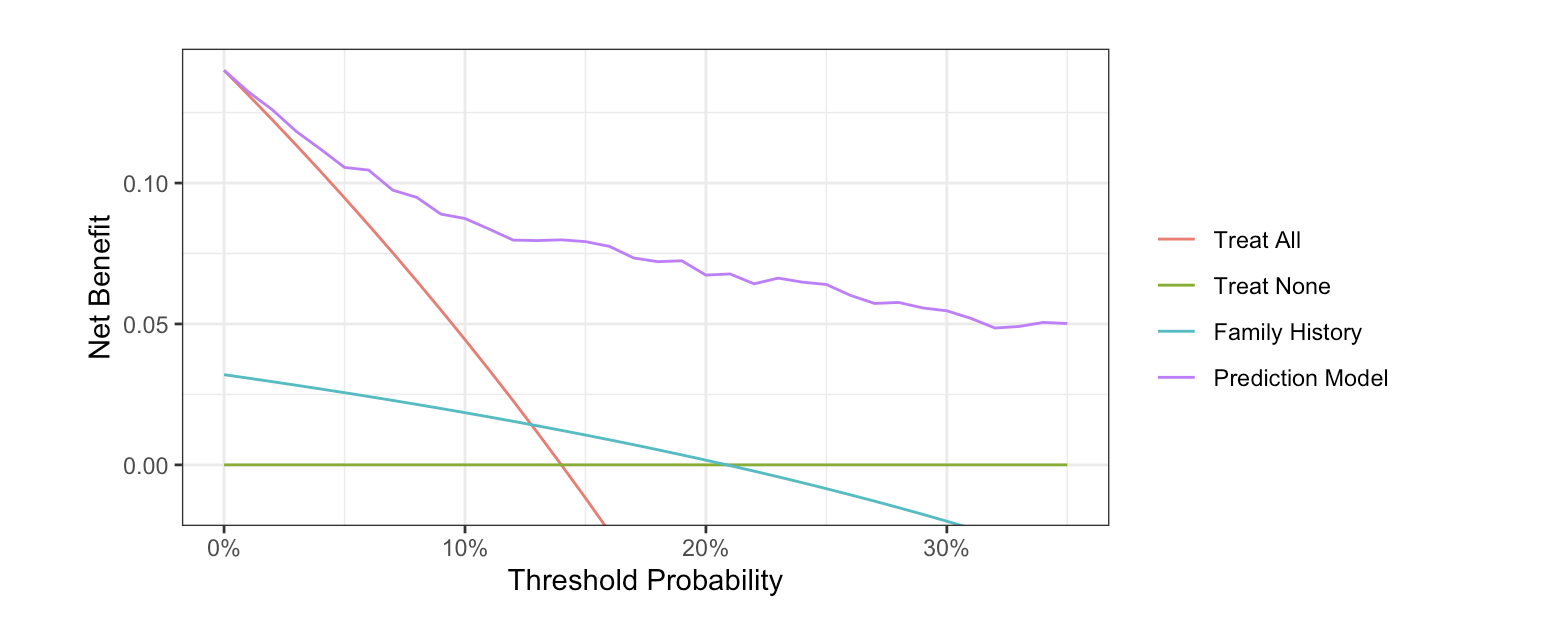 Net Benefit
0.10
0.05
0.00
0%
10%
20%
30%
Threshold Probability
Treat All
Treat None
Family History
Prediction Model